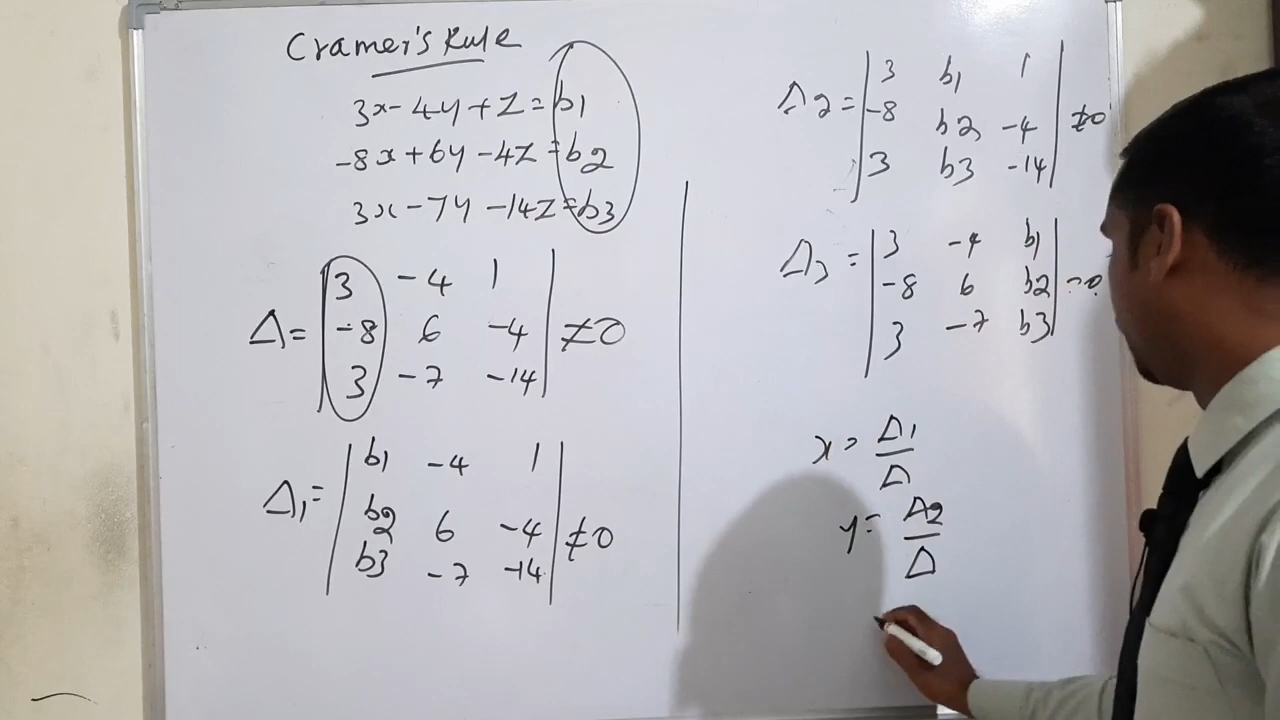 Cramer's Rule
3x - 4y + z = b1
-8x + 6y - 4z = b2
3x - 7y - 14z = b3
Δ = | 3 -4 1 |
| -8 6 -4 | ≠ 0
| 3 -7 -14 |
Δ1 = | b1 -4 1 |
| b2 6 -4 | ≠ 0
| b3 -7 -14 |
Δ2 = | 3 b1 1 |
| -8 b2 -4 | ≠ 0
| 3 b3 -14 |
Δ3 = | 3 -4 b1 |
| -8 6 b2 |
| 3 -7 b3 |
x = Δ1 / Δ
y = Δ2 / Δ